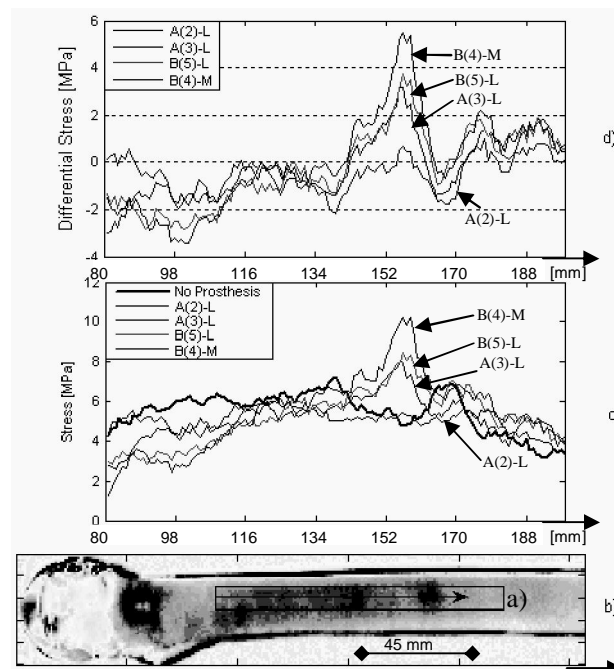 6
4
2
0
-2
-4
Differential Stress [MPa]
A(2)-L
A(3)-L
B(5)-L
B(4)-M
B(4)-M
B(5)-L
A(3)-L
A(2)-L
d)
80 98 116 134 152 170 188 [mm]
12
10
8
6
4
2
0
Stress [MPa]
No Prosthesis
A(2)-L
A(3)-L
B(5)-L
B(4)-M
B(4)-M
B(5)-L
A(3)-L
A(2)-L
c
80 98 116 134 152 170 188 [mm]
a)
b)
45 mm